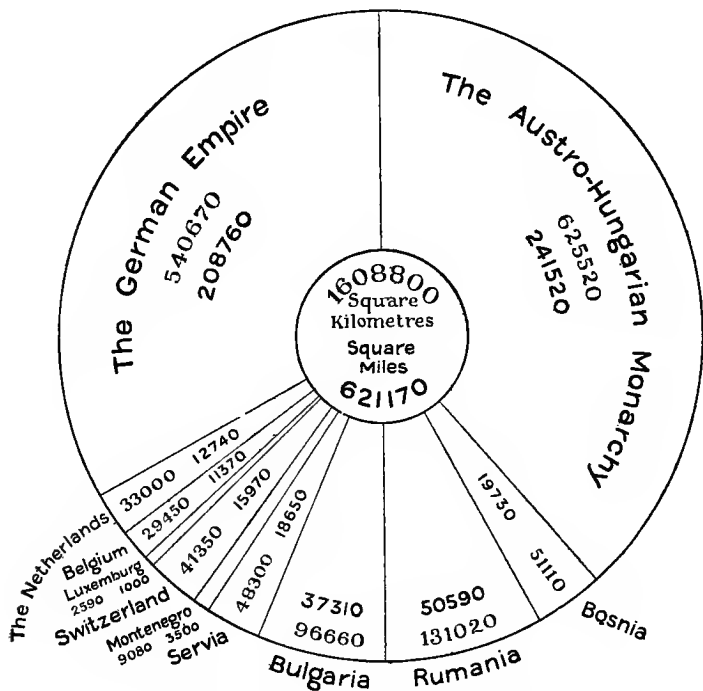 The German Empire
540670
208760
The Austro-Hungarian Monarchy
625520
241520
1608800
Square
Kilometres
Square
Miles
621170
33000 12740
The Netherlands
29450 11370
Belgium
Luxemburg
2590 1000
41350 15970
Switzerland
Montenegro
9080 3500
48300 18650
Servia
37310
96660
Bulgaria
50590
131020
Rumania
19730
51110
Bosnia